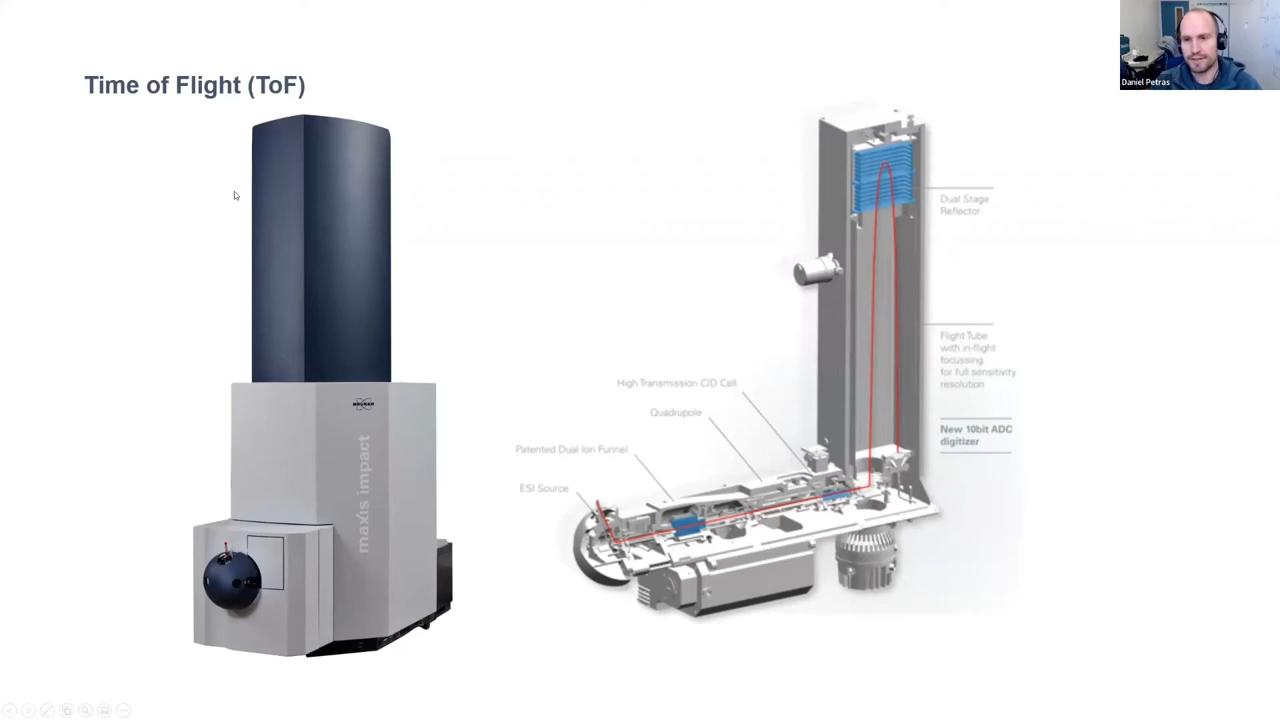 Daniel Petras
Time of Flight (ToF)
BRUKER
maxis impact
Dual Stage
Reflector
Flight Tube
with in-flight
focussing
for full sensitivity
resolution
New 10bit ADC
digitizer
High Transmission CID Cell
Quadrupole
Patented Dual Ion Funnel
ESI Source